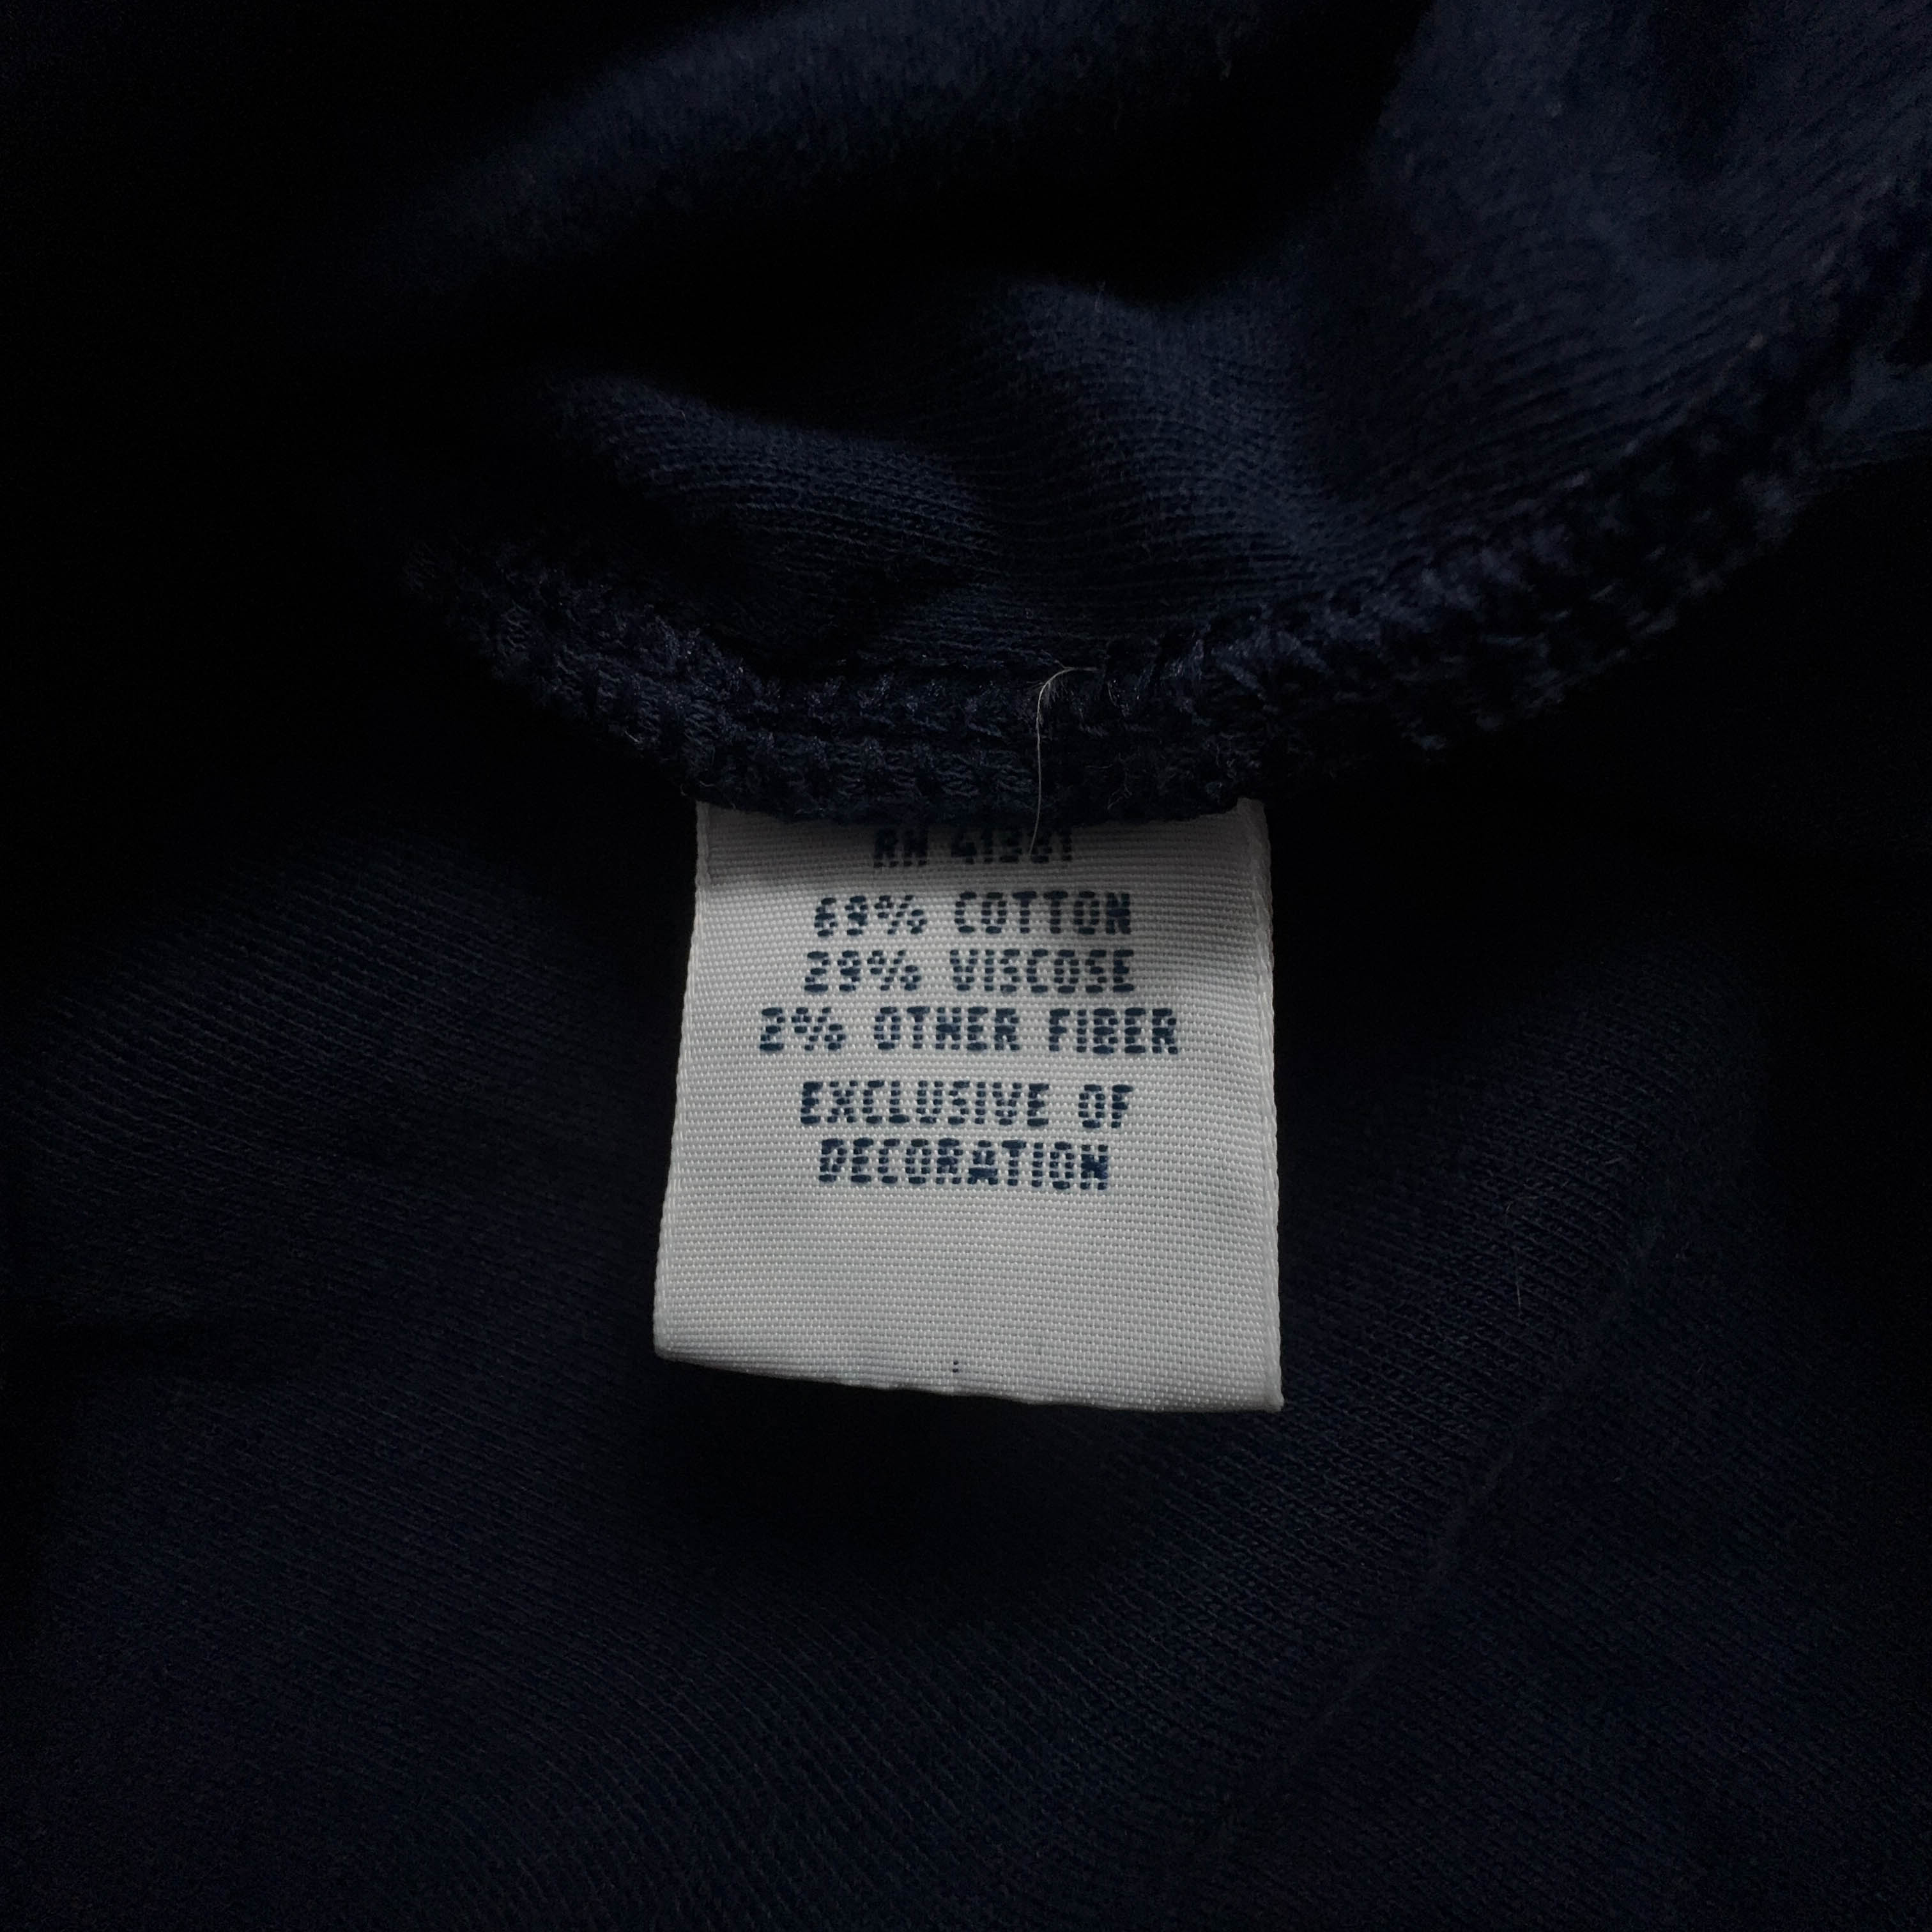 RN 41381
69% COTTON
29% VISCOSE
2% OTHER FIBER
EXCLUSIVE OF
DECORATION